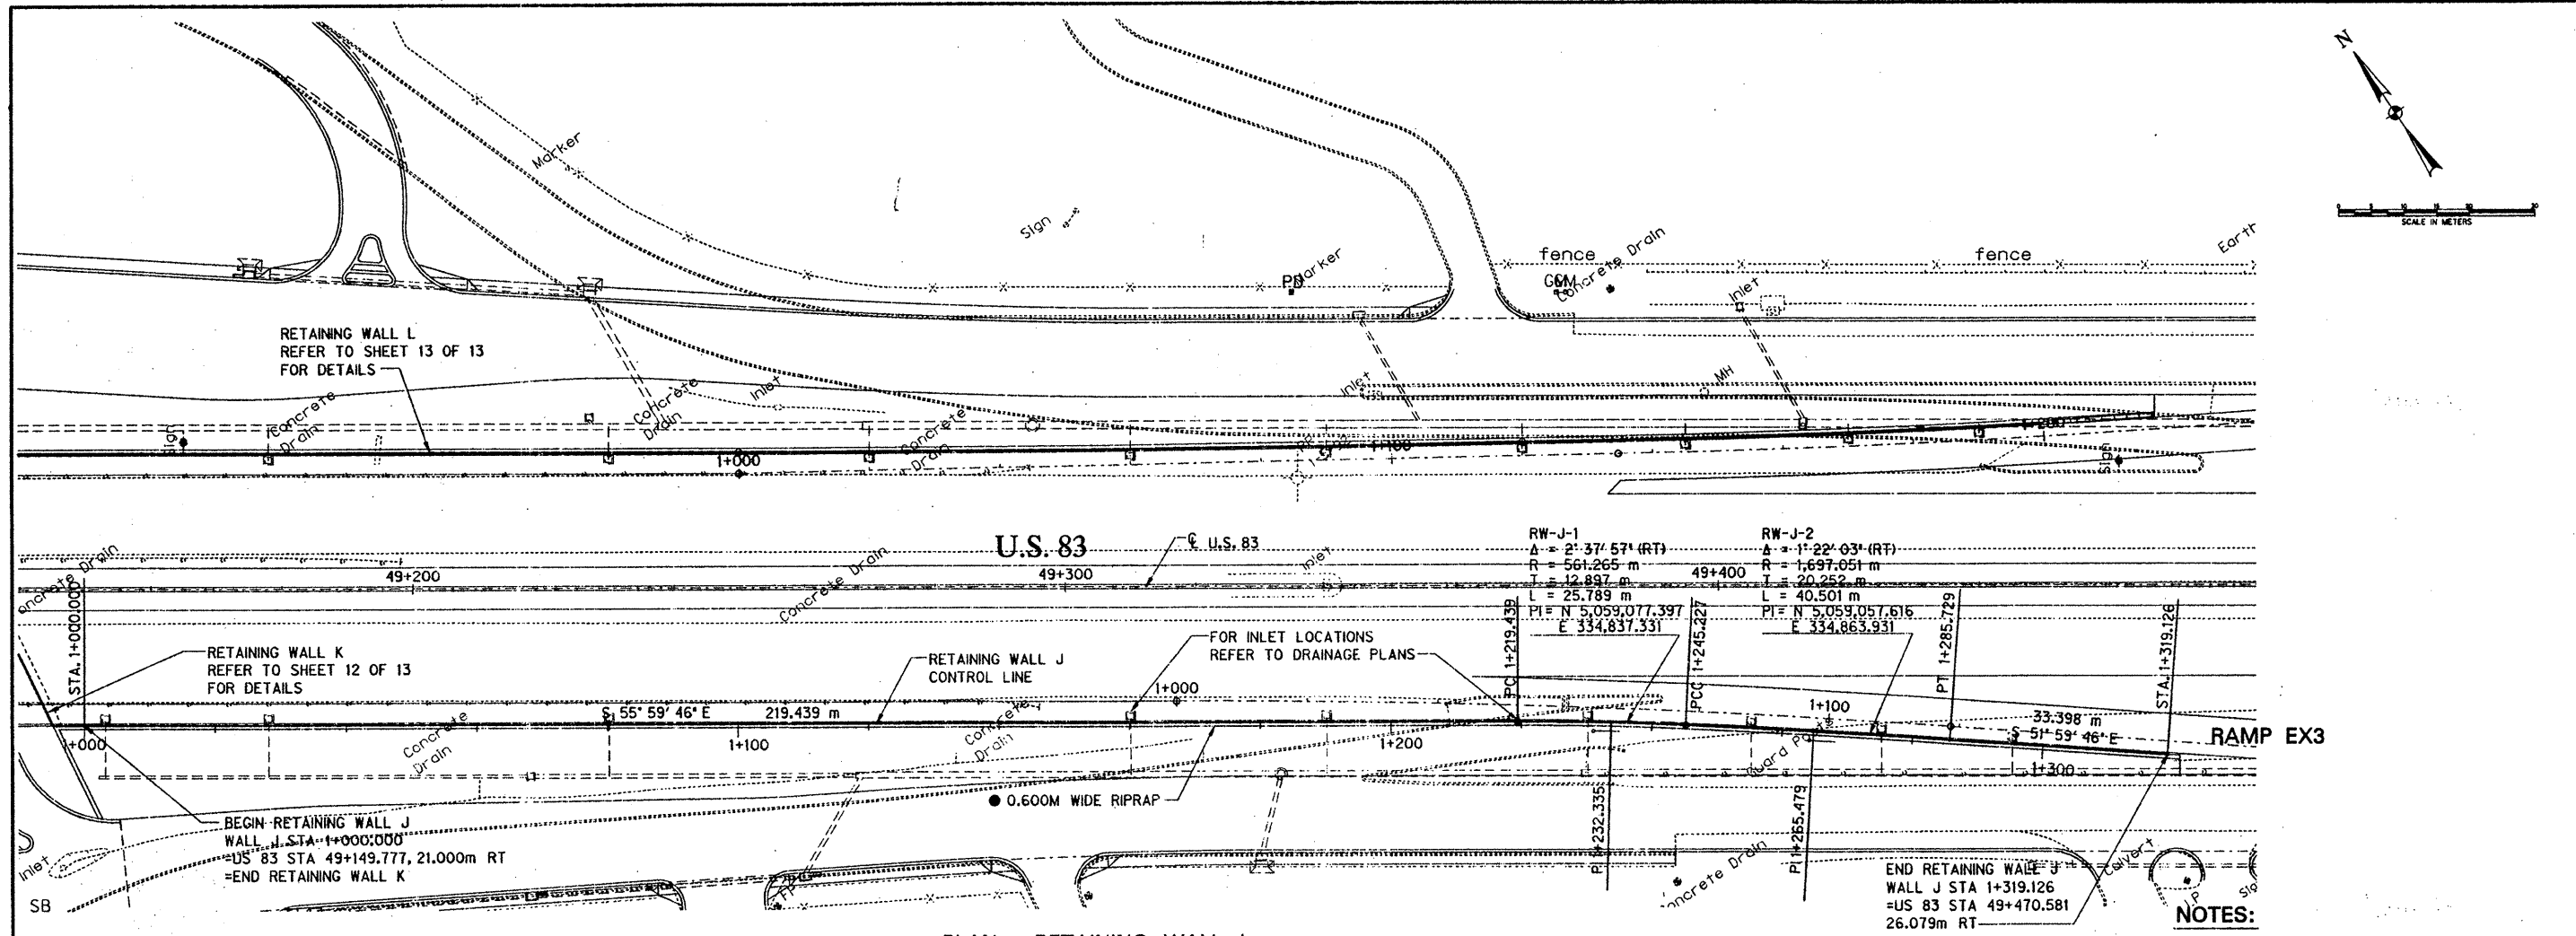 N
SCALE IN METERS
Marker
Sign
Marker
PN
fence
Concrete Drain
GM
Inlet
fence
Earth
RETAINING WALL L
REFER TO SHEET 13 OF 13
FOR DETAILS
Concrete
Drain
Sign
Concrete
Drain
Inlet
Concrete
Drain
1+000
Inlet
MH
1+100
1+200
Sign
U.S. 83
℄ U.S. 83
Inlet
Concrete Drain
oncrete Drain
49+200
49+300
49+400
RW-J-1
Δ = 2° 37' 57" (RT)
R = 561.265 m
T = 12.897 m
L = 25.789 m
PI = N 5,059,077.397
E 334,837.331
RW-J-2
Δ = 1° 22' 03" (RT)
R = 1,697.051 m
T = 20.252 m
L = 40.501 m
PI = N 5,059,057.616
E 334,863.931
STA. 1+000.000
PC 1+219.439
PCC 1+245.227
PT 1+285.729
STA. 1+319.126
RETAINING WALL K
REFER TO SHEET 12 OF 13
FOR DETAILS
RETAINING WALL J
CONTROL LINE
FOR INLET LOCATIONS
REFER TO DRAINAGE PLANS
1+000
S 55° 59' 46" E
219.439 m
1+100
33.398 m
S 51° 59' 46" E
RAMP EX3
1+000
Concrete
Drain
1+100
Concrete
Drain
1+200
Guard Posts
1+300
0.600M WIDE RIPRAP
PI 1+232.335
PI 1+265.479
BEGIN RETAINING WALL J
WALL J STA 1+000.000
=US 83 STA 49+149.777, 21.000m RT
=END RETAINING WALL K
Inlet
SB
FP
oncrete Drain
END RETAINING WALL J
WALL J STA 1+319.126
=US 83 STA 49+470.581
26.079m RT
Culvert
LP
NOTES: